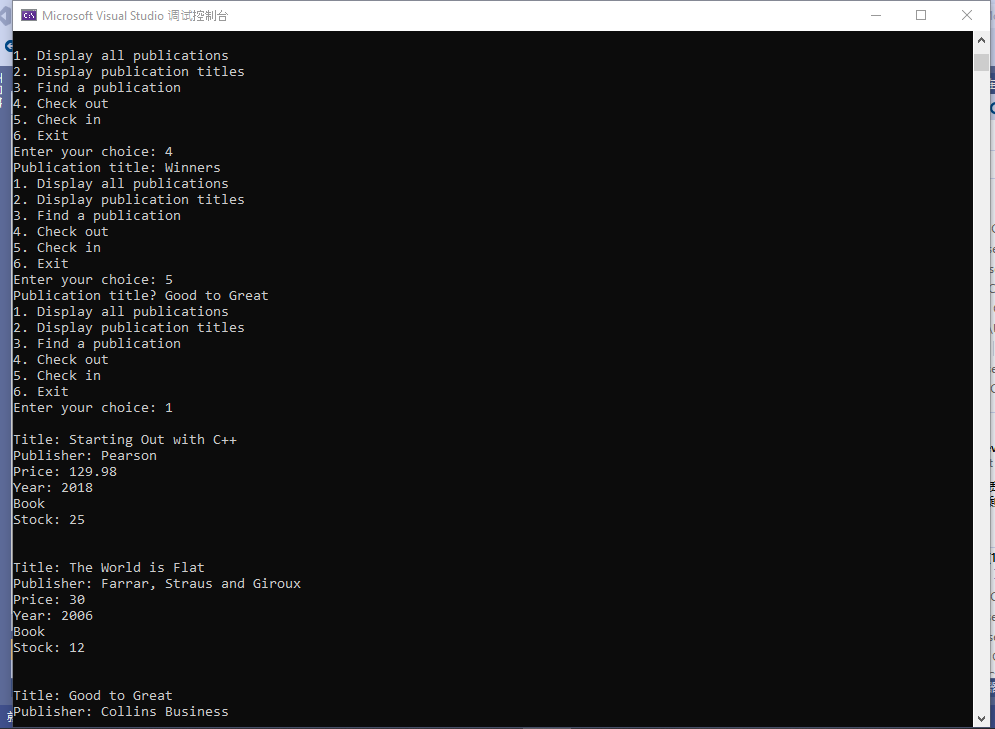 Microsoft Visual Studio 调试控制台
1. Display all publications
2. Display publication titles
3. Find a publication
4. Check out
5. Check in
6. Exit
Enter your choice: 4
Publication title: Winners
1. Display all publications
2. Display publication titles
3. Find a publication
4. Check out
5. Check in
6. Exit
Enter your choice: 5
Publication title? Good to Great
1. Display all publications
2. Display publication titles
3. Find a publication
4. Check out
5. Check in
6. Exit
Enter your choice: 1
Title: Starting Out with C++
Publisher: Pearson
Price: 129.98
Year: 2018
Book
Stock: 25
Title: The World is Flat
Publisher: Farrar, Straus and Giroux
Price: 30
Year: 2006
Book
Stock: 12
Title: Good to Great
Publisher: Collins Business